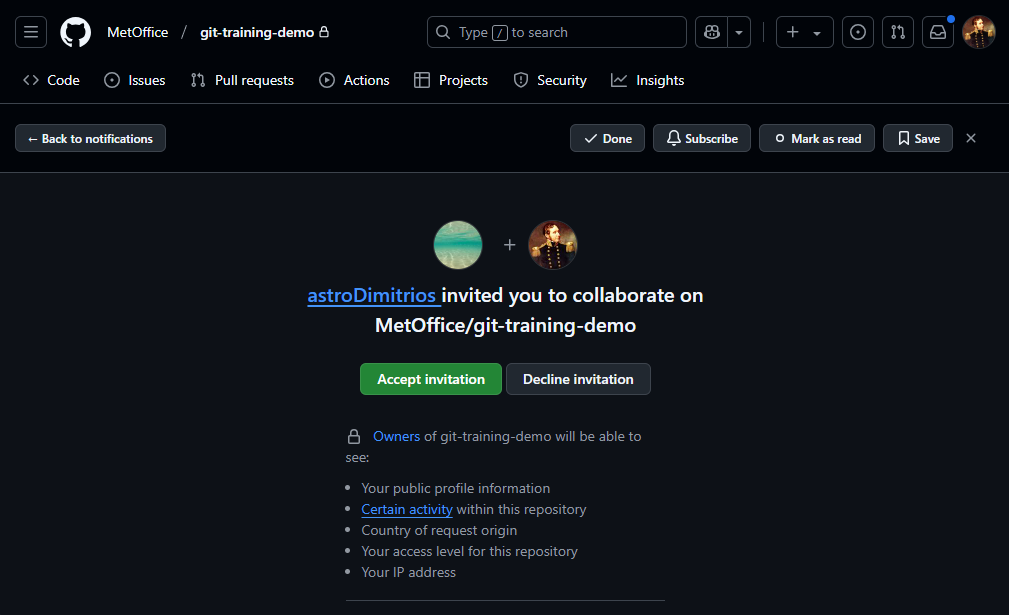 MetOffice / git-training-demo
Type / to search
Code
Issues
Pull requests
Actions
Projects
Security
Insights
← Back to notifications
Done
Subscribe
Mark as read
Save
astroDimitrios invited you to collaborate on
MetOffice/git-training-demo
Accept invitation
Decline invitation
Owners of git-training-demo will be able to
see:
Your public profile information
Certain activity within this repository
Country of request origin
Your access level for this repository
Your IP address